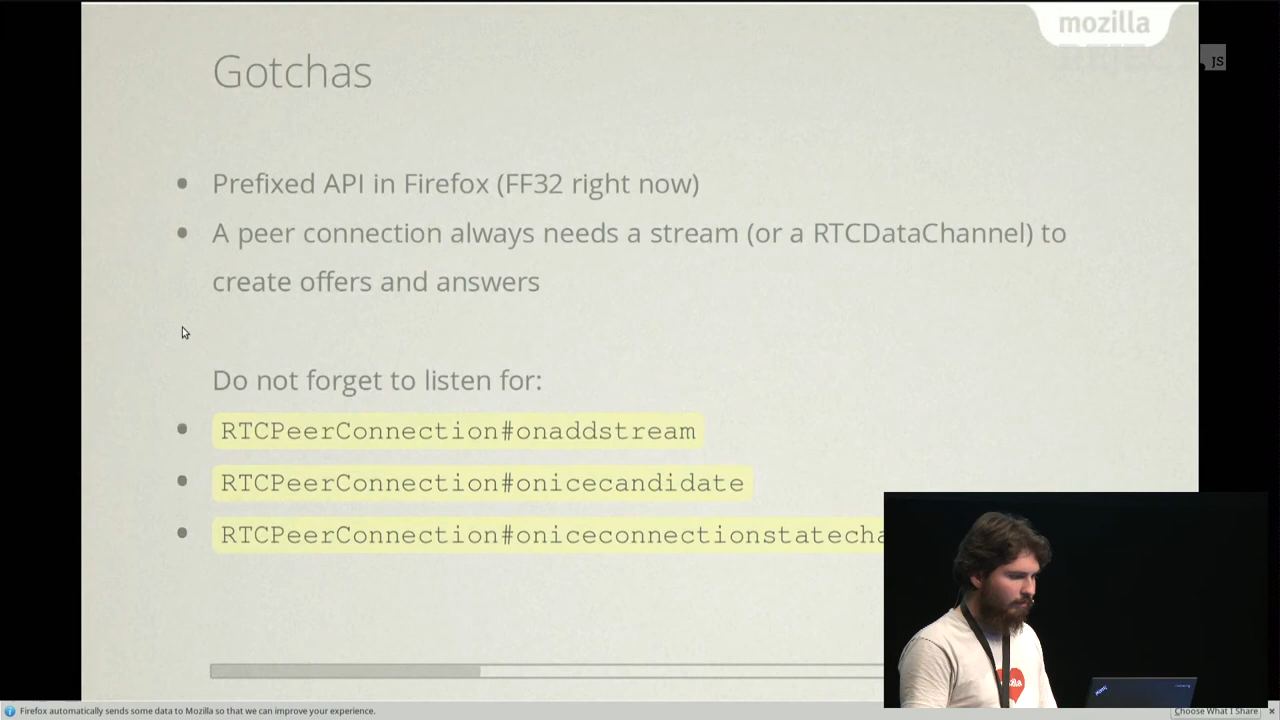 mozilla
JS
Gotchas
Prefixed API in Firefox (FF32 right now)
A peer connection always needs a stream (or a RTCDataChannel) to
create offers and answers
Do not forget to listen for:
RTCPeerConnection#onaddstream
RTCPeerConnection#onicecandidate
RTCPeerConnection#oniceconnectionstatecha
Firefox automatically sends some data to Mozilla so that we can improve your experience.
Choose What I Share